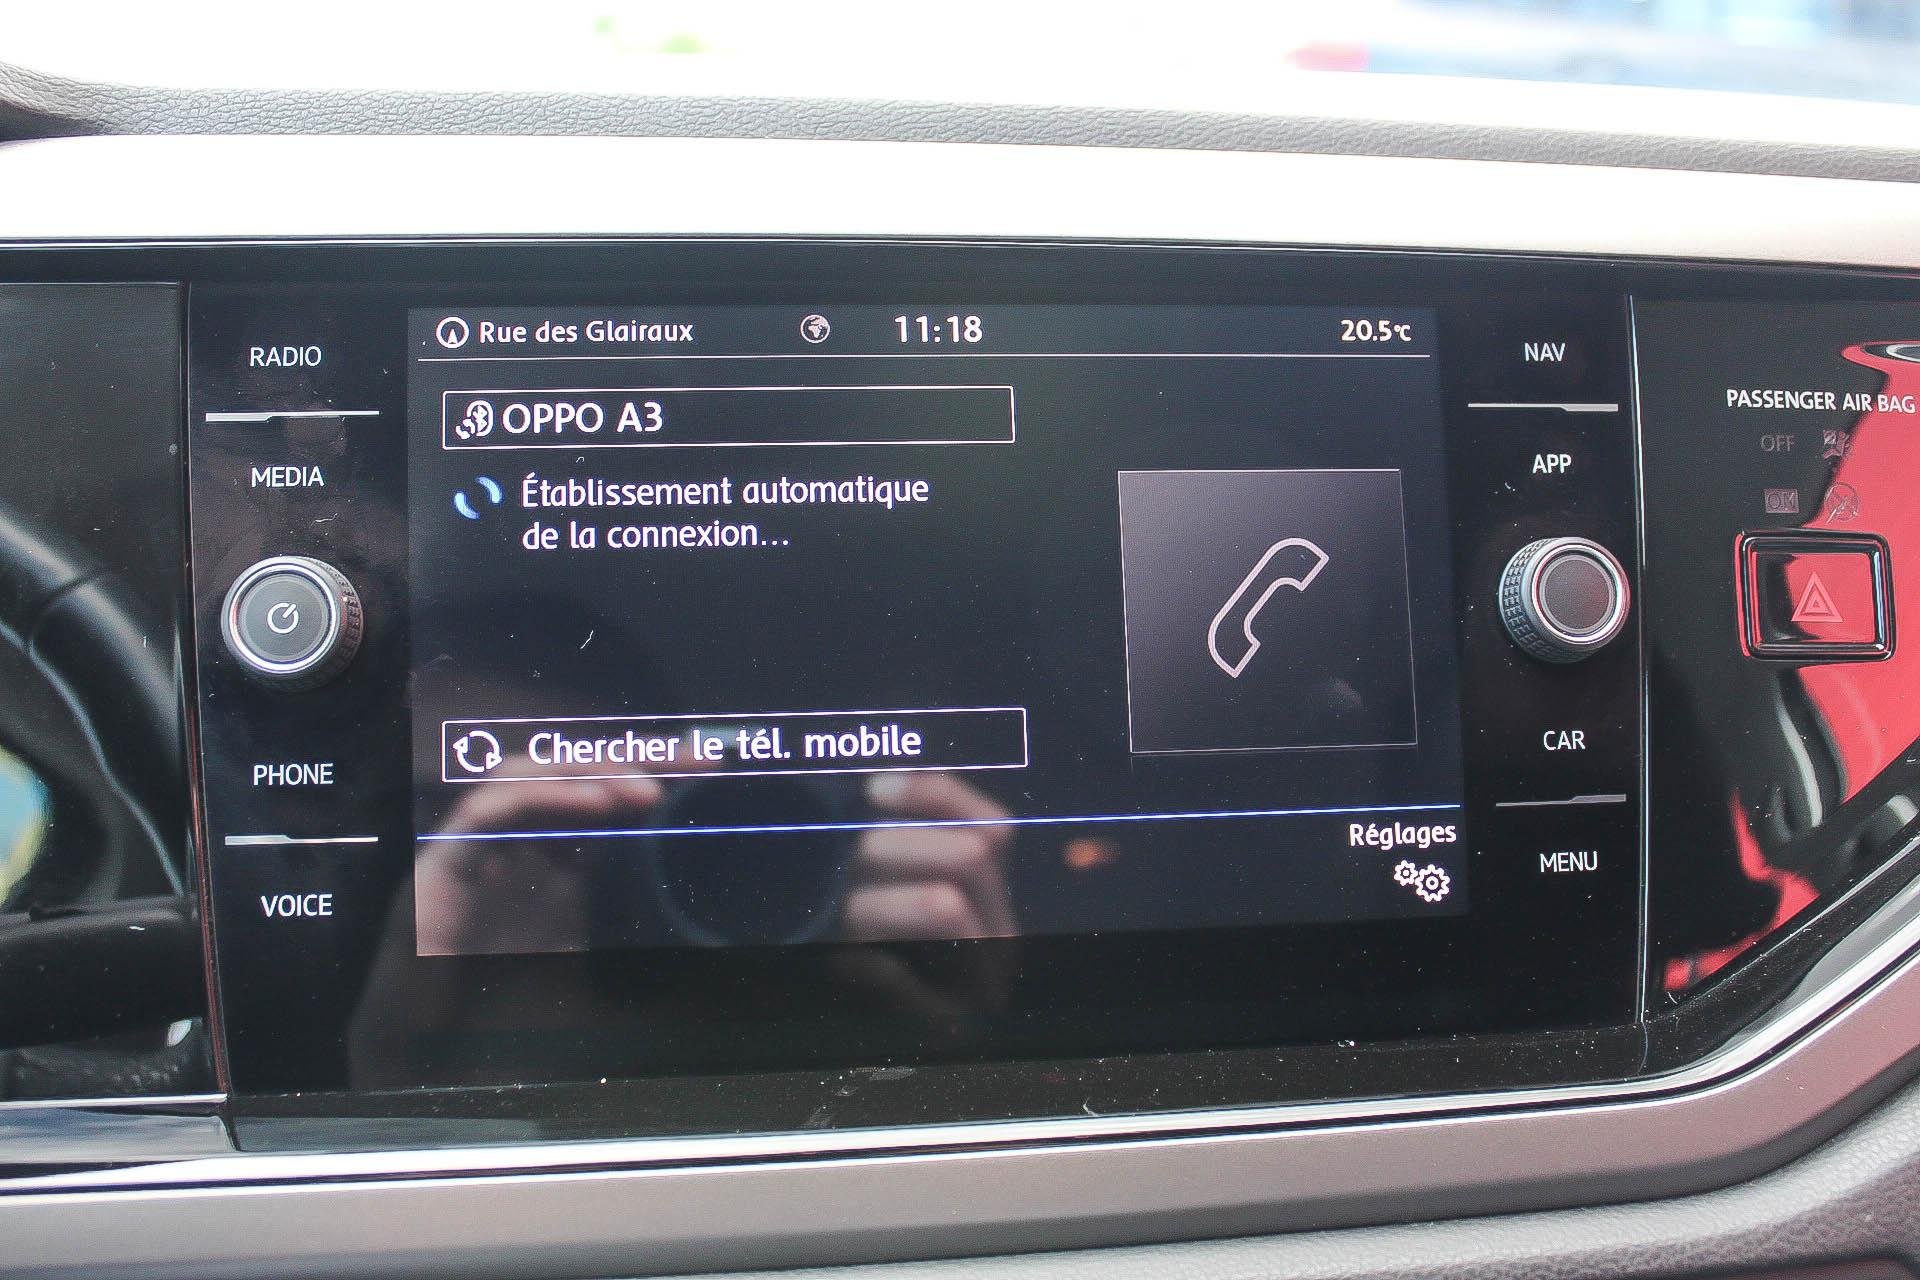 Rue des Glairaux 11:18 20.5°C
RADIO
MEDIA
PHONE
VOICE
OPPO A3
Établissement automatique
de la connexion...
Chercher le tél. mobile
Réglages
NAV
APP
CAR
MENU
PASSENGER AIR BAG
OFF
ON